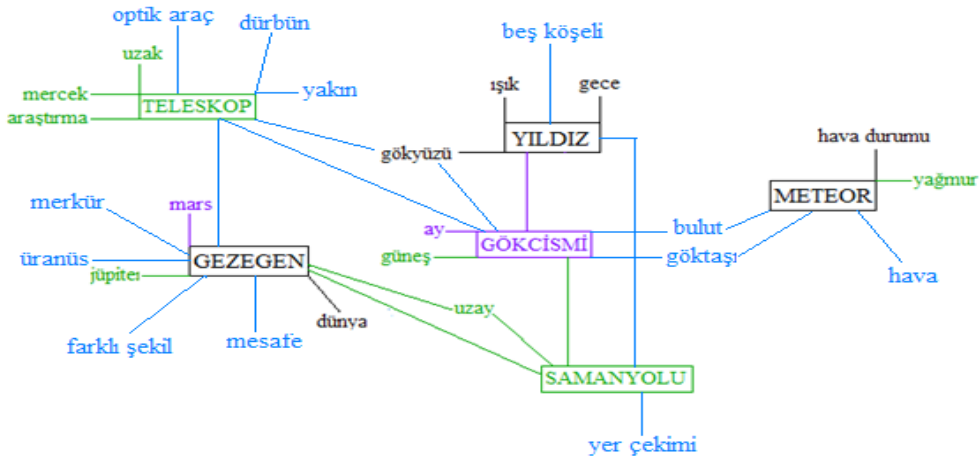 optik araç
dürbün
uzak
mercek
yakın
TELESKOP
araştırma
beş köşeli
ışık
gece
YILDIZ
gökyüzü
hava durumu
yağmur
METEOR
merkür
mars
ay
GÖKCİSMİ
bulut
güneş
göktaşı
hava
üranüs
GEZEGEN
jüpiter
uzay
dünya
farklı şekil
mesafe
SAMANYOLU
yer çekimi